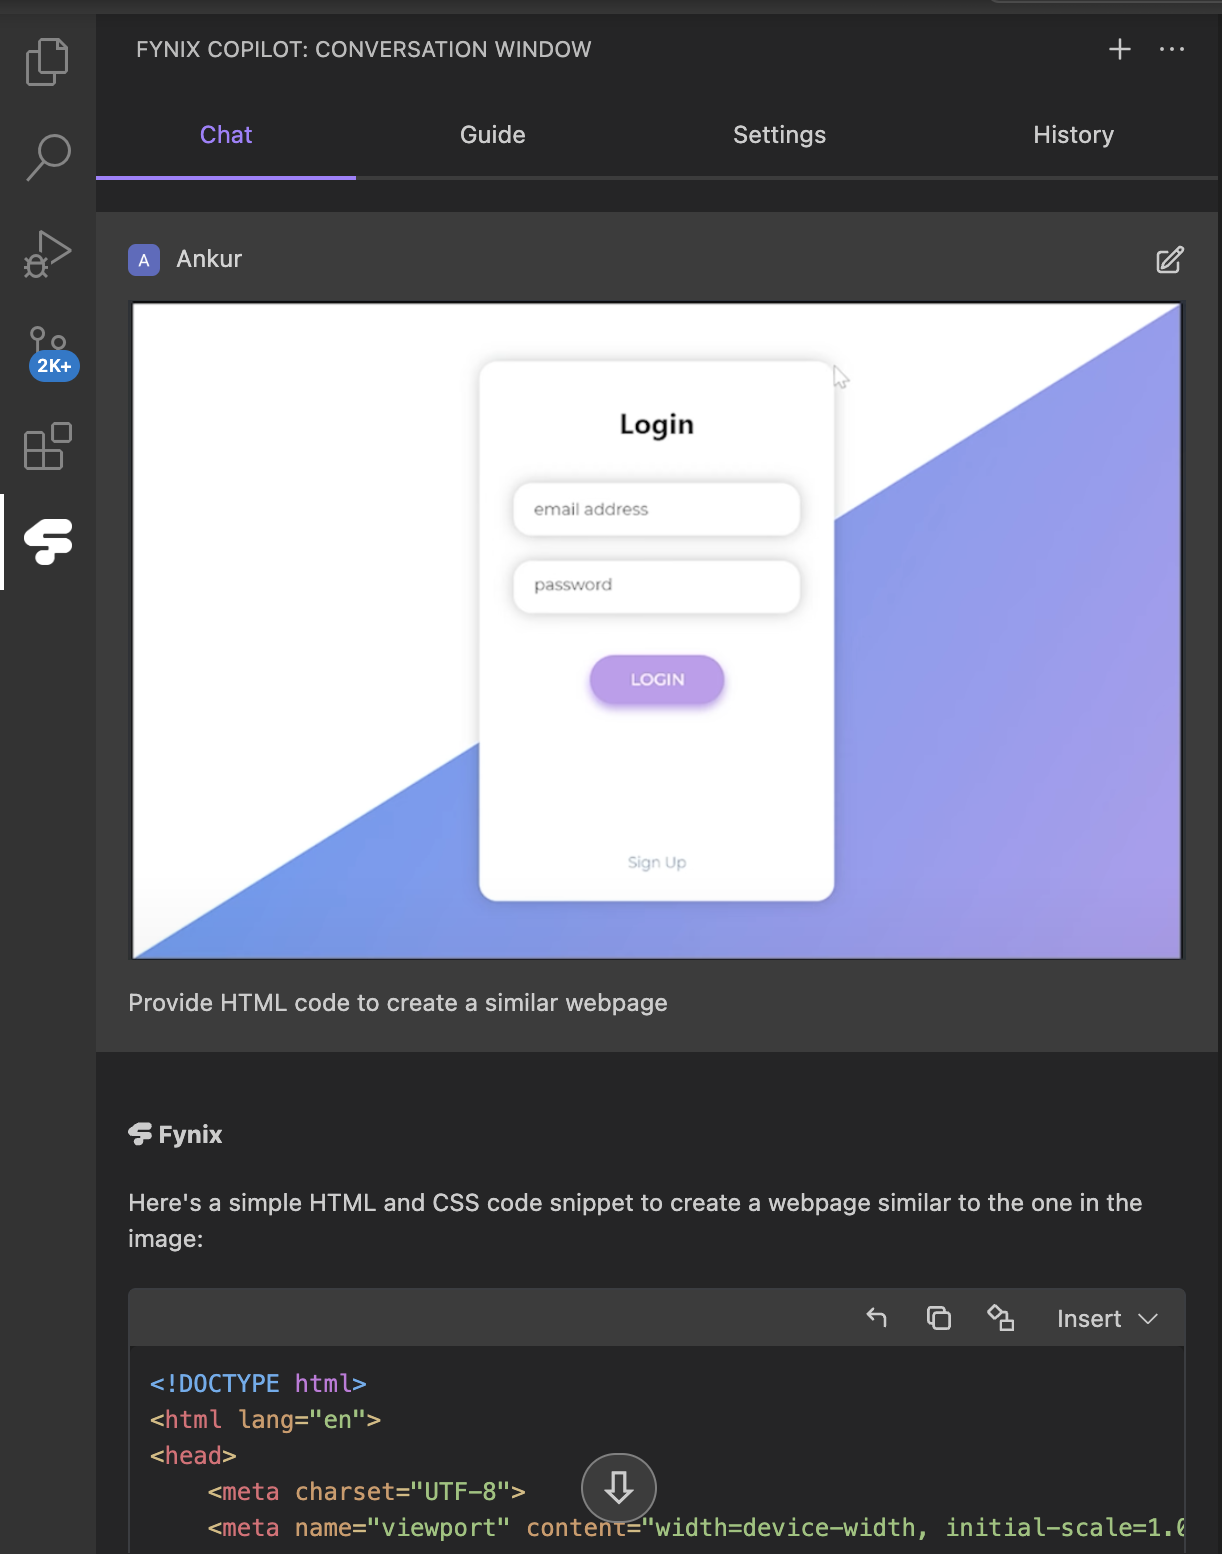 FYNIX COPILOT: CONVERSATION WINDOW
Chat Guide Settings History
A Ankur
2K+
Login
email address
password
LOGIN
Sign Up
Provide HTML code to create a similar webpage
Fynix
Here's a simple HTML and CSS code snippet to create a webpage similar to the one in the
image:
Insert
<!DOCTYPE html>
<html lang="en">
<head>
<meta charset="UTF-8">
<meta name="viewport" content="width=device-width, initial-scale=1.0